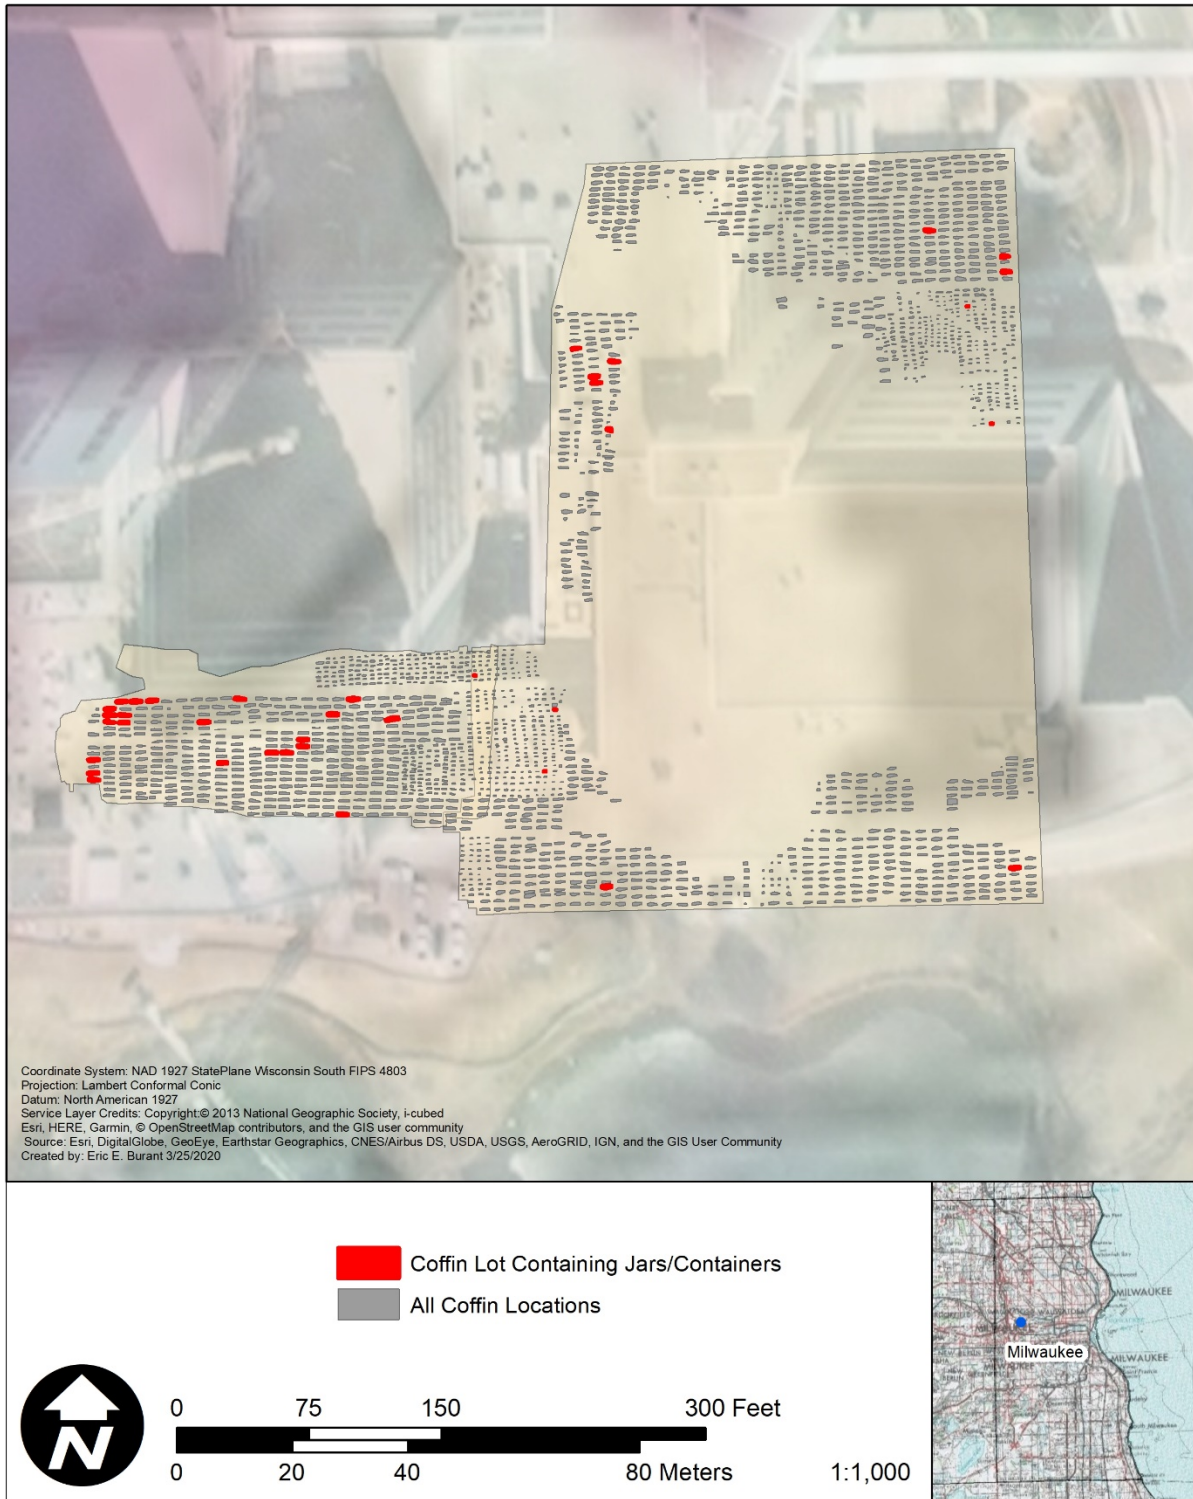 Coordinate System: NAD 1927 StatePlane Wisconsin South FIPS 4803
Projection: Lambert Conformal Conic
Datum: North American 1927
Service Layer Credits: Copyright:© 2013 National Geographic Society, i-cubed
Esri, HERE, Garmin, © OpenStreetMap contributors, and the GIS user community
Source: Esri, DigitalGlobe, GeoEye, Earthstar Geographics, CNES/Airbus DS, USDA, USGS, AeroGRID, IGN, and the GIS User Community
Created by: Eric E. Burant 3/25/2020
Coffin Lot Containing Jars/Containers
All Coffin Locations
N
0 75 150 300 Feet
0 20 40 80 Meters
1:1,000
MILWAUKEE
Milwaukee
MILWAUKEE